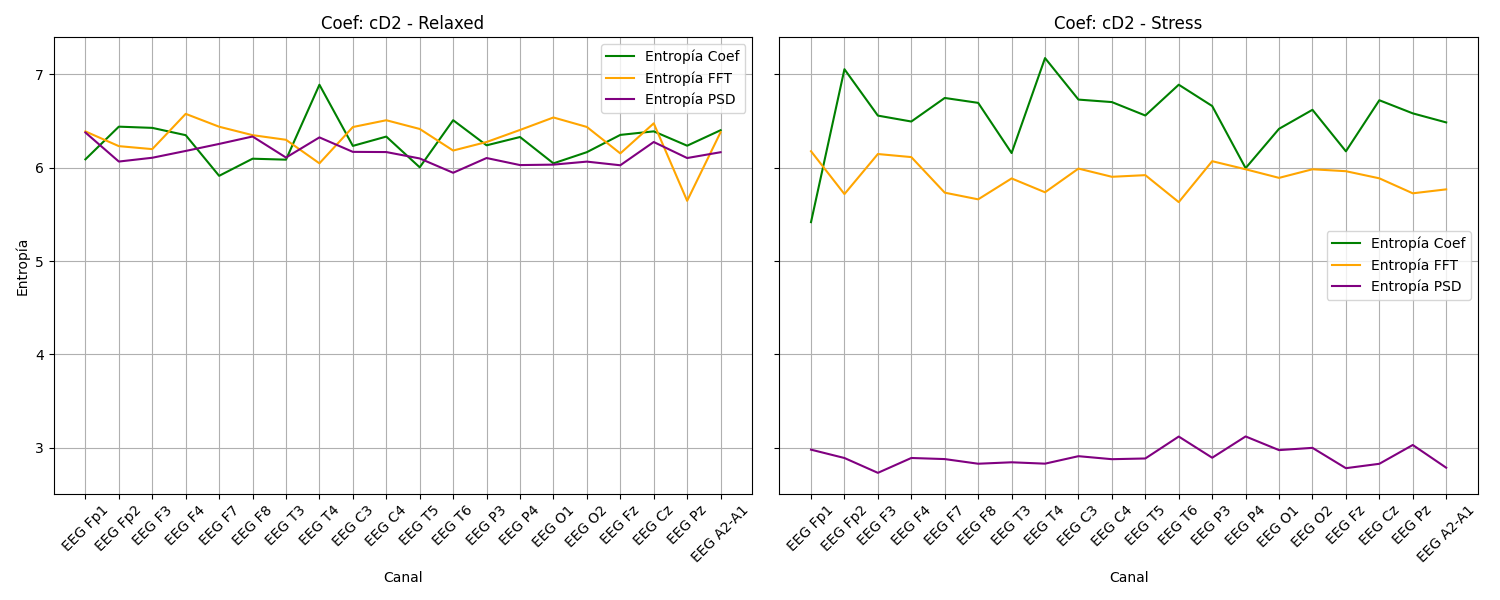 Coef: cD2 - Relaxed
Entropía
7
6
5
4
3
Entropía Coef
Entropía FFT
Entropía PSD
EEG Fp1
EEG Fp2
EEG F3
EEG F4
EEG F7
EEG F8
EEG T3
EEG T4
EEG C3
EEG C4
EEG T5
EEG T6
EEG P3
EEG P4
EEG O1
EEG O2
EEG Fz
EEG Cz
EEG Pz
EEG A2-A1
Canal
Coef: cD2 - Stress
Entropía Coef
Entropía FFT
Entropía PSD
EEG Fp1
EEG Fp2
EEG F3
EEG F4
EEG F7
EEG F8
EEG T3
EEG T4
EEG C3
EEG C4
EEG T5
EEG T6
EEG P3
EEG P4
EEG O1
EEG O2
EEG Fz
EEG Cz
EEG Pz
EEG A2-A1
Canal